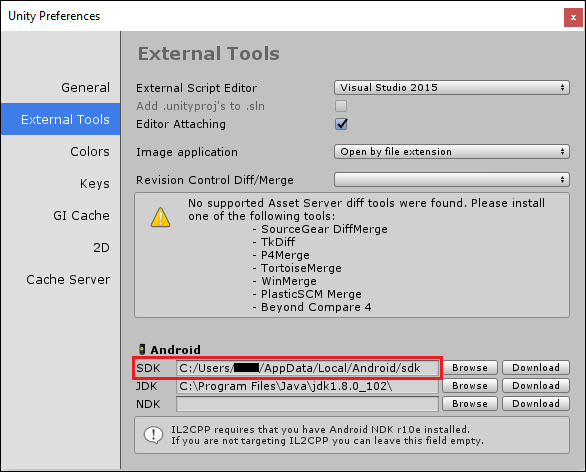 Unity Preferences
x
External Tools
General
External Tools
Colors
Keys
GI Cache
2D
Cache Server
External Script Editor Visual Studio 2015
Add .unityproj's to .sln
Editor Attaching
Image application Open by file extension
Revision Control Diff/Merge
No supported Asset Server diff tools were found. Please install
one of the following tools:
- SourceGear DiffMerge
- TkDiff
- P4Merge
- TortoiseMerge
- WinMerge
- PlasticSCM Merge
- Beyond Compare 4
Android
SDK C:/Users/ /AppData/Local/Android/sdk Browse Download
JDK C:\Program Files\Java\jdk1.8.0_102\ Browse Download
NDK Browse Download
IL2CPP requires that you have Android NDK r10e installed.
If you are not targeting IL2CPP you can leave this field empty.